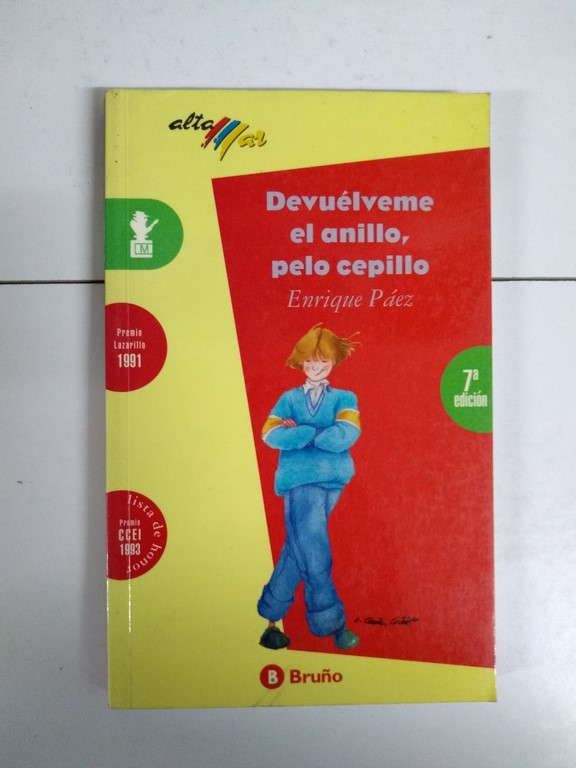 alta
mar
Devuélveme
el anillo,
pelo cepillo
Enrique Páez
I.M.
Premio
Lazarillo
1991
7ª
edición
lista de honor
Premio
CCEI
1993
B Bruño